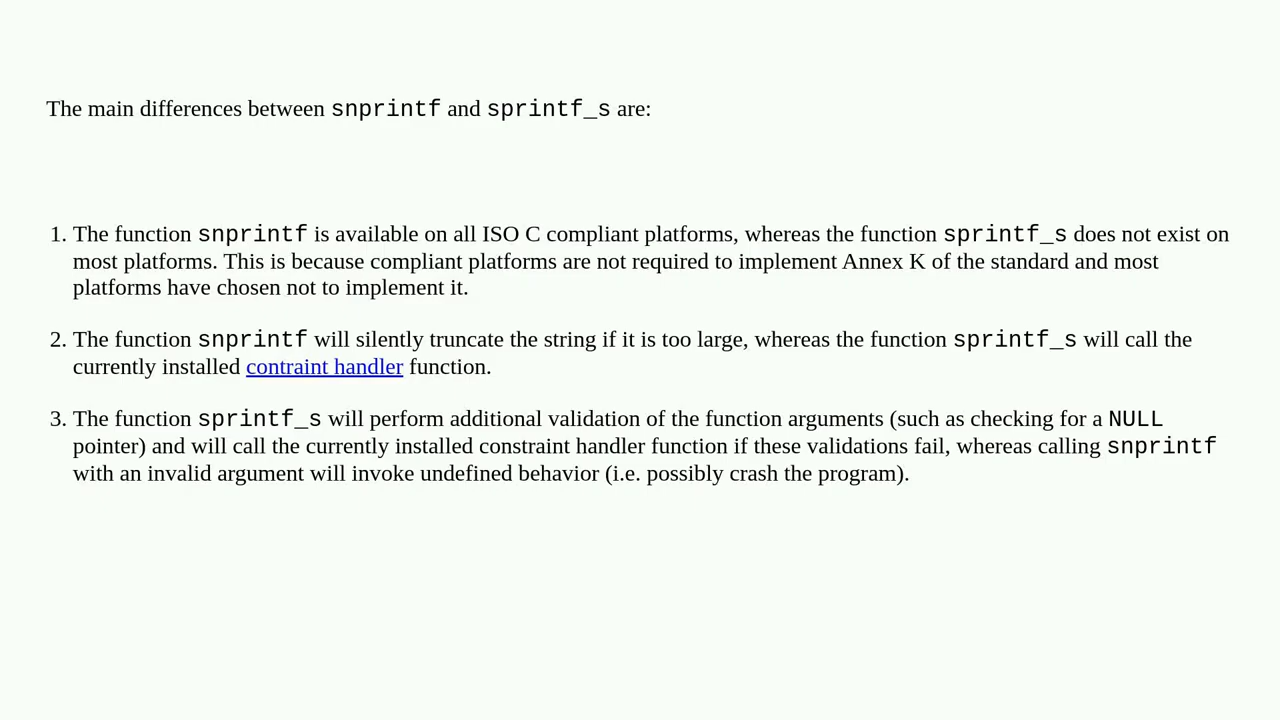 The main differences between snprintf and sprintf_s are:
1. The function snprintf is available on all ISO C compliant platforms, whereas the function sprintf_s does not exist on
most platforms. This is because compliant platforms are not required to implement Annex K of the standard and most
platforms have chosen not to implement it.
2. The function snprintf will silently truncate the string if it is too large, whereas the function sprintf_s will call the
currently installed contraint handler function.
3. The function sprintf_s will perform additional validation of the function arguments (such as checking for a NULL
pointer) and will call the currently installed constraint handler function if these validations fail, whereas calling snprintf
with an invalid argument will invoke undefined behavior (i.e. possibly crash the program).